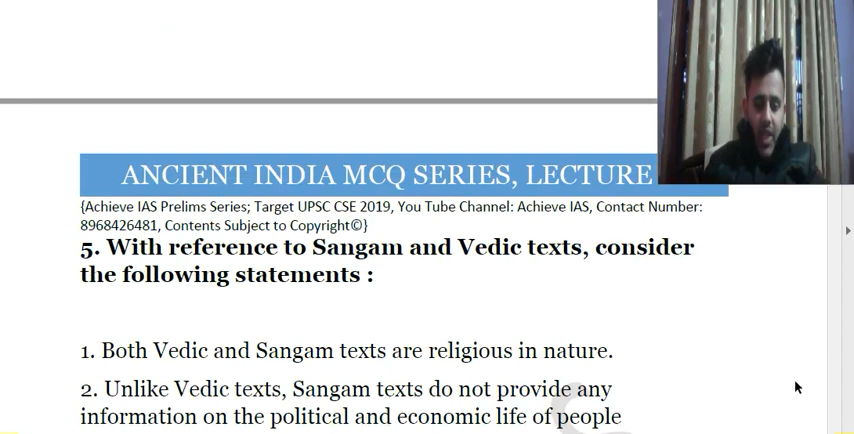 ANCIENT INDIA MCQ SERIES, LECTURE
{Achieve IAS Prelims Series; Target UPSC CSE 2019, You Tube Channel: Achieve IAS, Contact Number:
8968426481, Contents Subject to Copyright©}
5. With reference to Sangam and Vedic texts, consider
the following statements :
1. Both Vedic and Sangam texts are religious in nature.
2. Unlike Vedic texts, Sangam texts do not provide any
information on the political and economic life of people